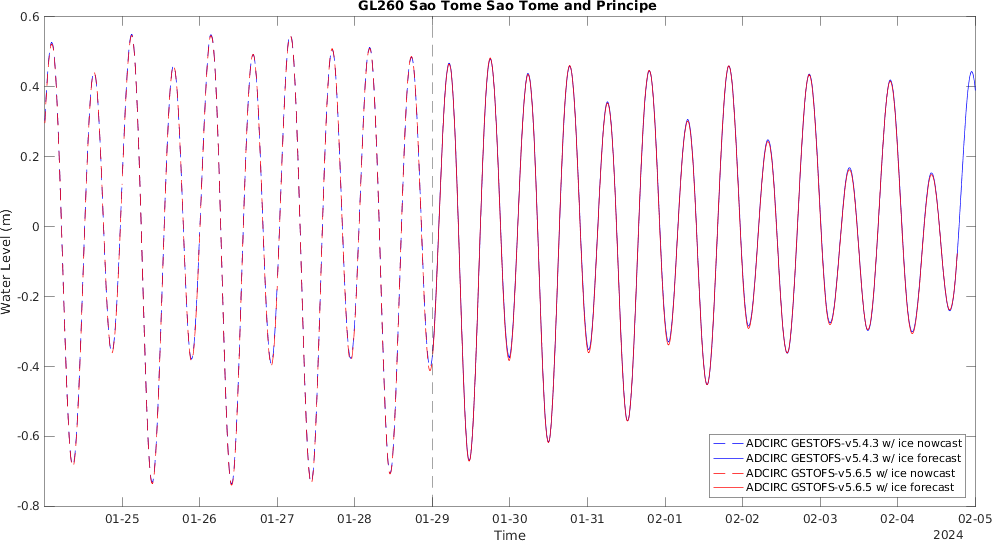 GL260 Sao Tome Sao Tome and Principe
Water Level (m)
0.6
0.4
0.2
0
-0.2
-0.4
-0.6
-0.8
ADCIRC GESTOFS-v5.4.3 w/ ice nowcast
ADCIRC GESTOFS-v5.4.3 w/ ice forecast
ADCIRC GSTOFS-v5.6.5 w/ ice nowcast
ADCIRC GSTOFS-v5.6.5 w/ ice forecast
01-25 01-26 01-27 01-28 01-29 01-30 01-31 02-01 02-02 02-03 02-04 02-05
Time
2024